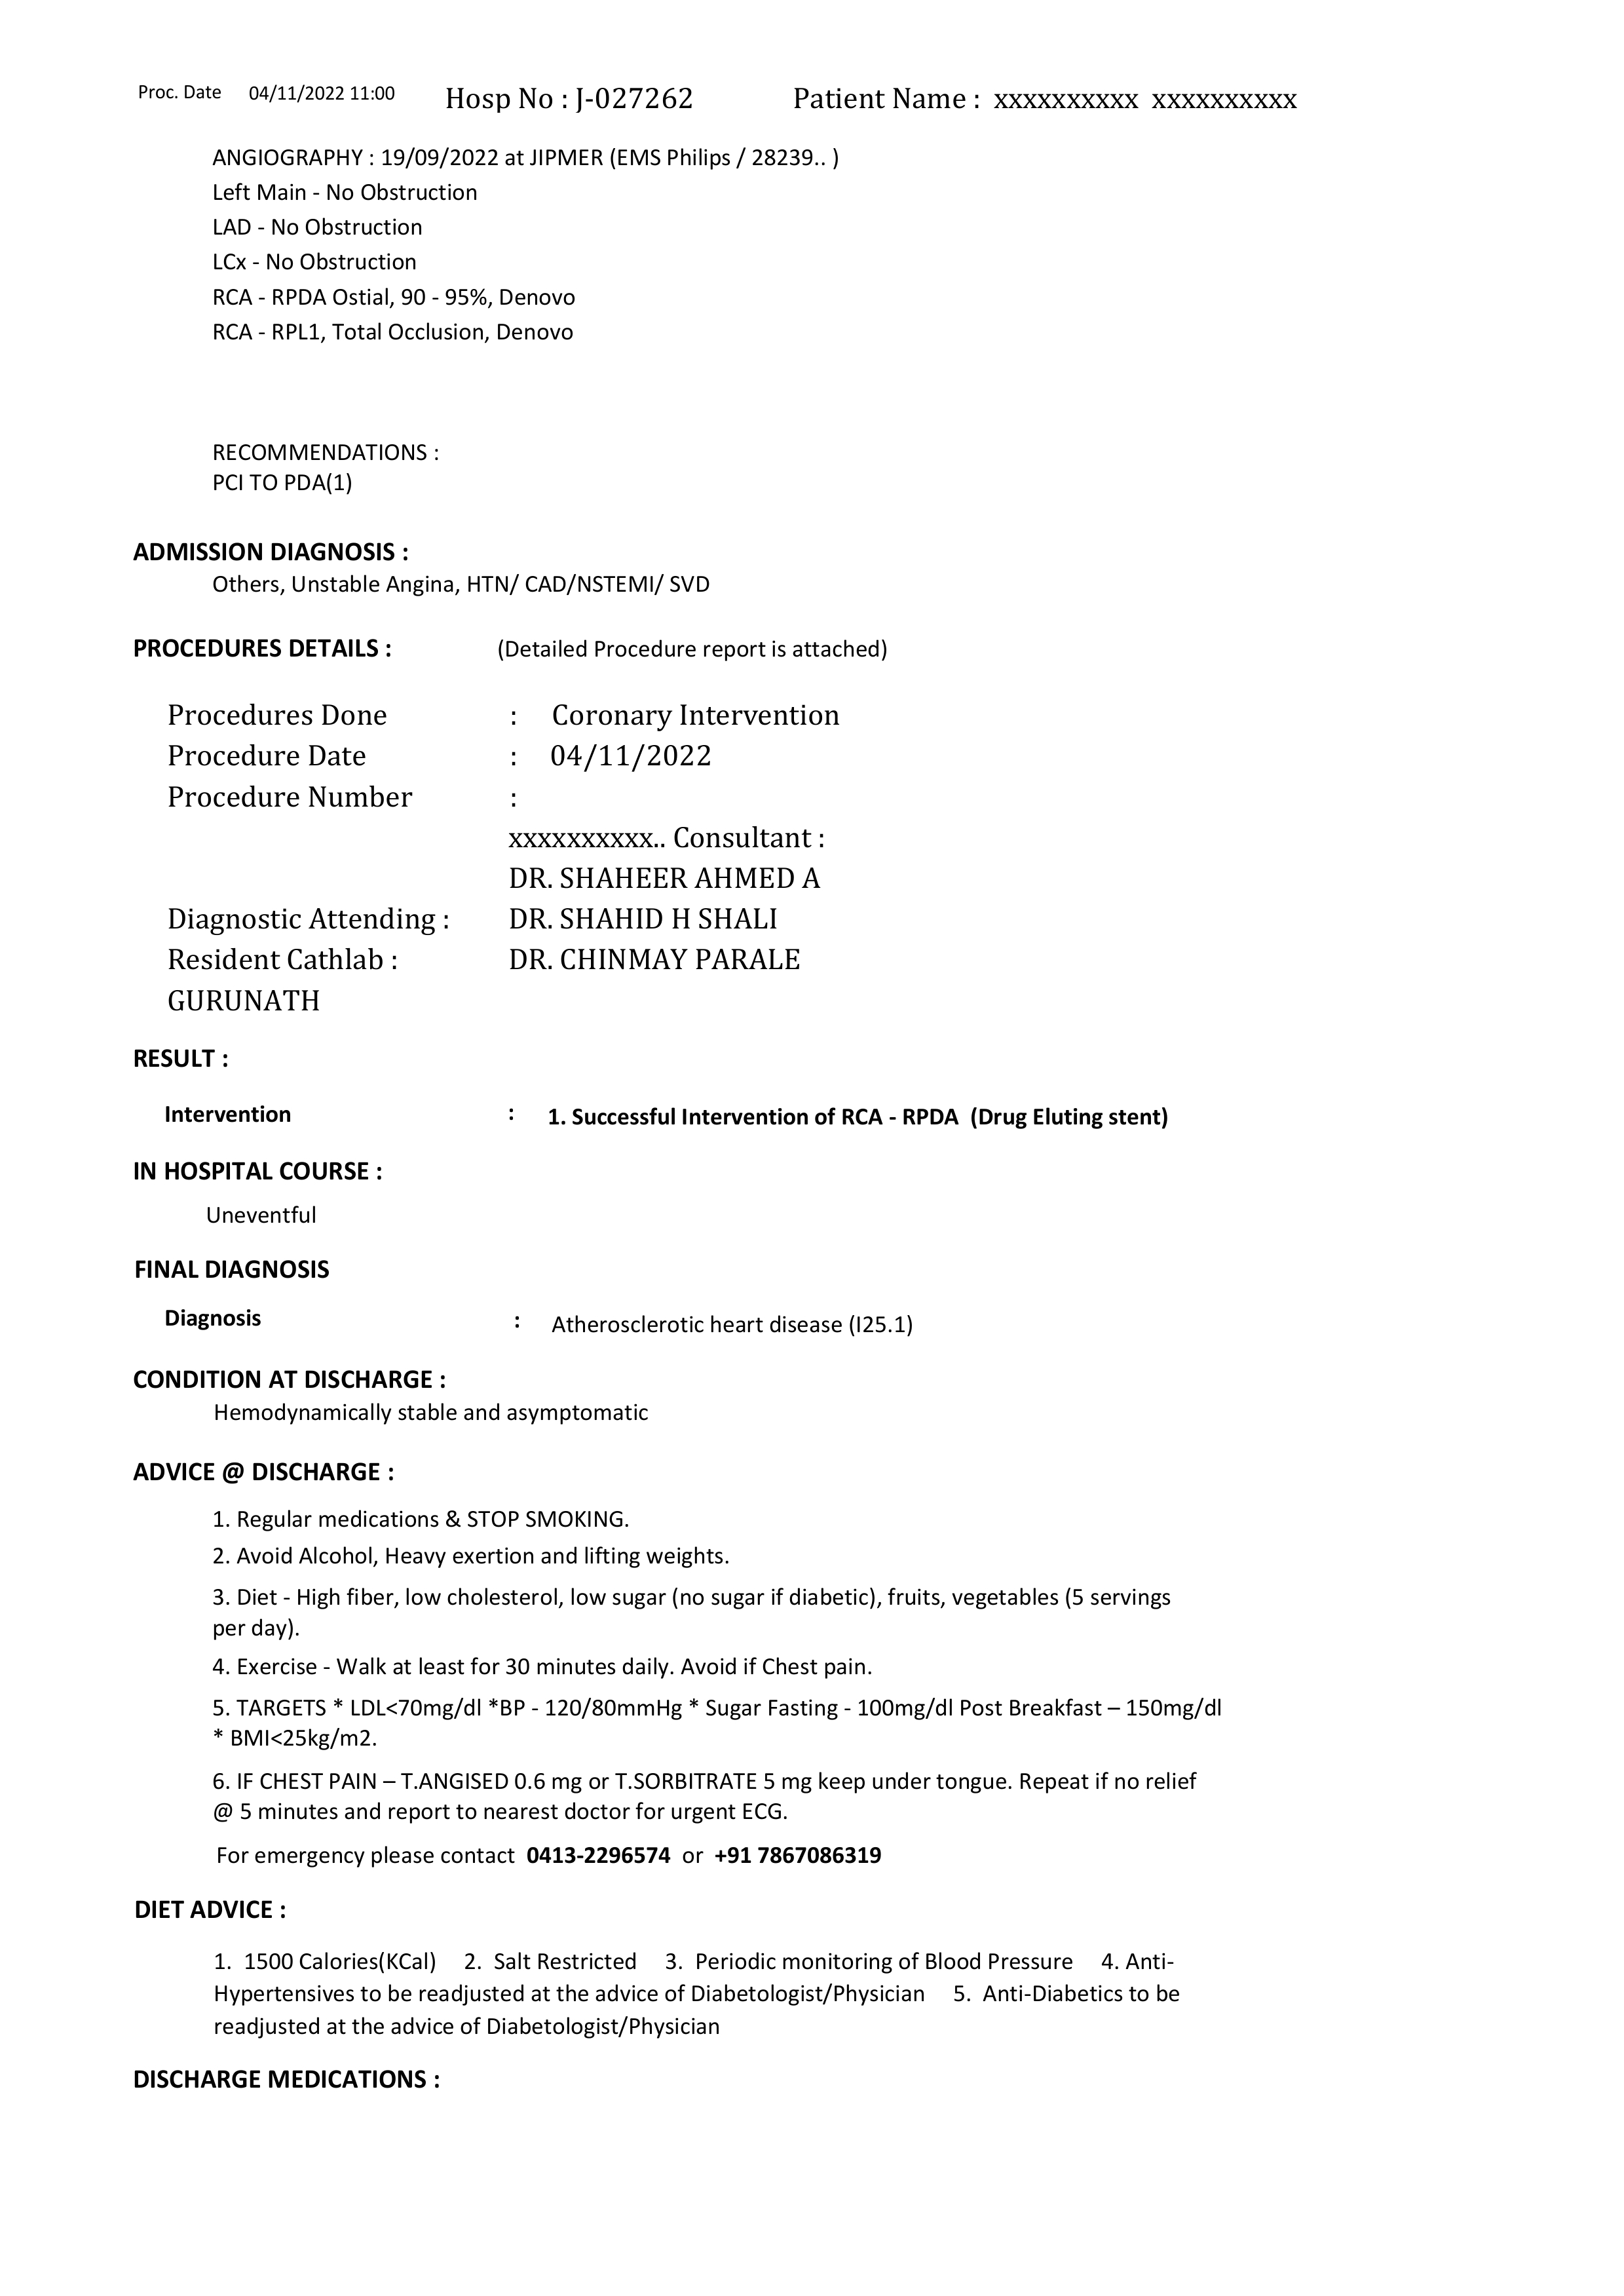 Proc. Date 04/11/2022 11:00 Hosp No : J-027262 Patient Name : xxxxxxxxxx xxxxxxxxxx
ANGIOGRAPHY : 19/09/2022 at JIPMER (EMS Philips / 28239.. )
Left Main - No Obstruction
LAD - No Obstruction
LCx - No Obstruction
RCA - RPDA Ostial, 90 - 95%, Denovo
RCA - RPL1, Total Occlusion, Denovo
RECOMMENDATIONS :
PCI TO PDA(1)
ADMISSION DIAGNOSIS :
Others, Unstable Angina, HTN/ CAD/NSTEMI/ SVD
PROCEDURES DETAILS : (Detailed Procedure report is attached)
Procedures Done : Coronary Intervention
Procedure Date : 04/11/2022
Procedure Number :
xxxxxxxxxx.. Consultant :
DR. SHAHEER AHMED A
Diagnostic Attending : DR. SHAHID H SHALI
Resident Cathlab : DR. CHINMAY PARALE
GURUNATH
RESULT :
Intervention : 1. Successful Intervention of RCA - RPDA (Drug Eluting stent)
IN HOSPITAL COURSE :
Uneventful
FINAL DIAGNOSIS
Diagnosis : Atherosclerotic heart disease (I25.1)
CONDITION AT DISCHARGE :
Hemodynamically stable and asymptomatic
ADVICE @ DISCHARGE :
1. Regular medications & STOP SMOKING.
2. Avoid Alcohol, Heavy exertion and lifting weights.
3. Diet - High fiber, low cholesterol, low sugar (no sugar if diabetic), fruits, vegetables (5 servings
per day).
4. Exercise - Walk at least for 30 minutes daily. Avoid if Chest pain.
5. TARGETS * LDL<70mg/dl *BP - 120/80mmHg * Sugar Fasting - 100mg/dl Post Breakfast – 150mg/dl
* BMI<25kg/m2.
6. IF CHEST PAIN – T.ANGISED 0.6 mg or T.SORBITRATE 5 mg keep under tongue. Repeat if no relief
@ 5 minutes and report to nearest doctor for urgent ECG.
For emergency please contact 0413-2296574 or +91 7867086319
DIET ADVICE :
1. 1500 Calories(KCal) 2. Salt Restricted 3. Periodic monitoring of Blood Pressure 4. Anti-
Hypertensives to be readjusted at the advice of Diabetologist/Physician 5. Anti-Diabetics to be
readjusted at the advice of Diabetologist/Physician
DISCHARGE MEDICATIONS :